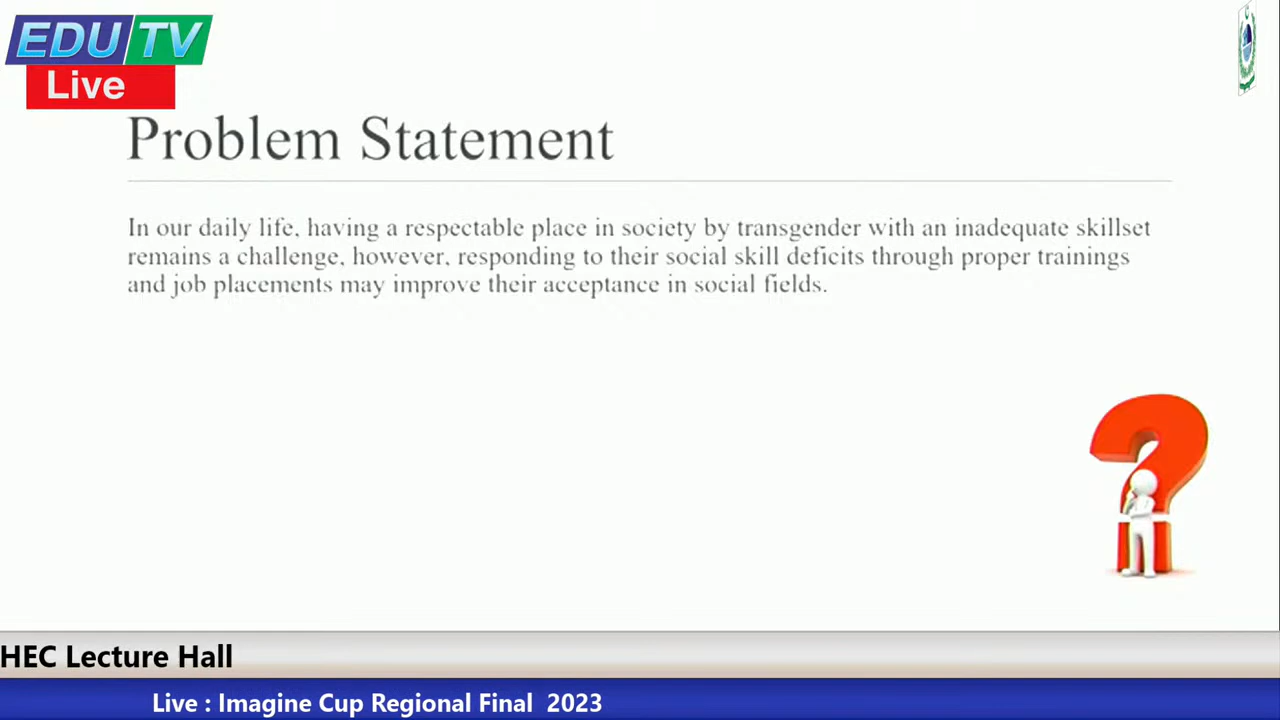 EDU TV
Live
Problem Statement
In our daily life, having a respectable place in society by transgender with an inadequate skillset
remains a challenge, however, responding to their social skill deficits through proper trainings
and job placements may improve their acceptance in social fields.
HEC Lecture Hall
Live : Imagine Cup Regional Final 2023